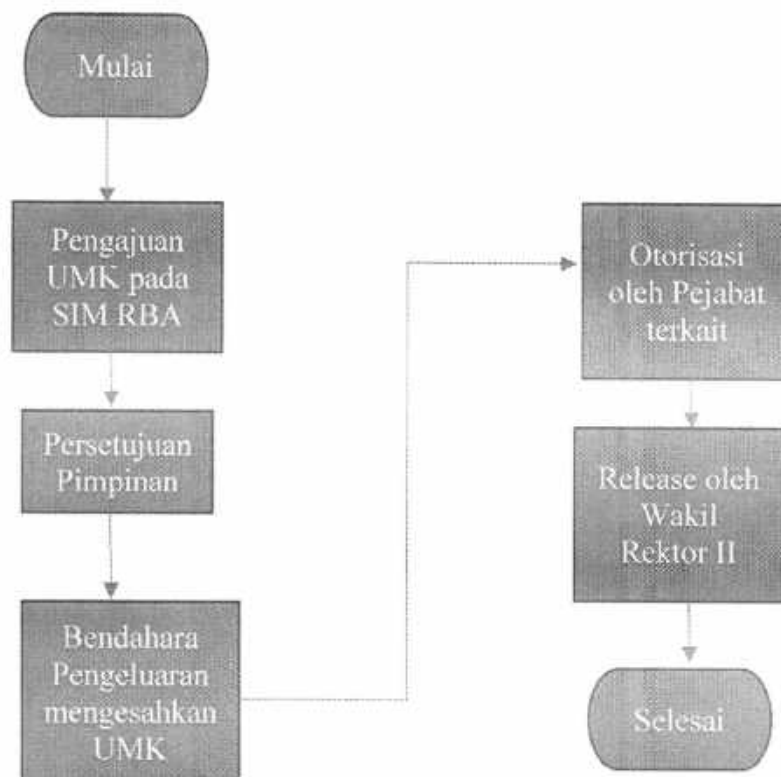 Mulai
Pengajuan
UMK pada
SIM RBA
Persetujuan
Pimpinan
Bendahara
Pengeluaran
mengesahkan
UMK
Otorisasi
oleh Pejabat
terkait
Release oleh
Wakil
Rektor II
Selesai